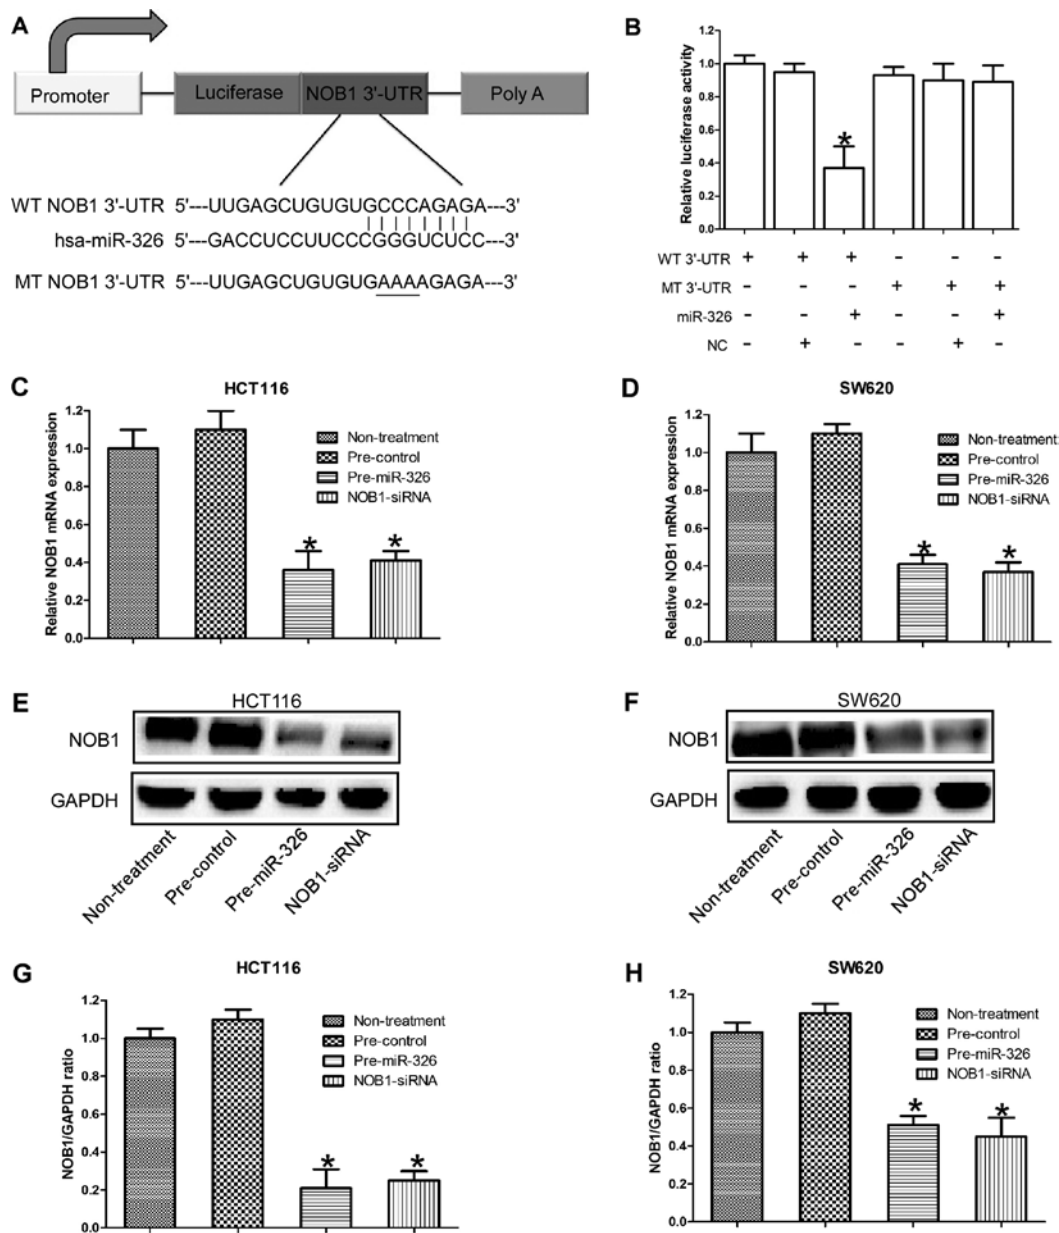 A
Promoter Luciferase NOB1 3'-UTR Poly A
WT NOB1 3'-UTR 5'---UUGAGCUGUGUGCCCAGAGA---3'
hsa-miR-326 5'---GACCUCCUUCCCGGGUCUCC---3'
MT NOB1 3'-UTR 5'---UUGAGCUGUGUGAAAAGAGA---3'
B
Relative luciferase activity
1.2
1.0
0.8
0.6
0.4
0.2
0.0
*
WT 3'-UTR + + + - - -
MT 3'-UTR - - - + + +
miR-326 - - + - - +
NC - + - - + -
C
HCT116
Relative NOB1 mRNA expression
1.2
1.0
0.8
0.6
0.4
0.2
0.0
* *
Non-treatment
Pre-control
Pre-miR-326
NOB1-siRNA
D
SW620
Relative NOB1 mRNA expression
1.2
1.0
0.8
0.6
0.4
0.2
0.0
* *
Non-treatment
Pre-control
Pre-miR-326
NOB1-siRNA
E
HCT116
NOB1
GAPDH
Non-treatment
Pre-control
Pre-miR-326
NOB1-siRNA
F
SW620
NOB1
GAPDH
Non-treatment
Pre-control
Pre-miR-326
NOB1-siRNA
G
HCT116
NOB1/GAPDH ratio
1.2
1.0
0.8
0.6
0.4
0.2
0.0
* *
Non-treatment
Pre-control
Pre-miR-326
NOB1-siRNA
H
SW620
NOB1/GAPDH ratio
1.2
1.0
0.8
0.6
0.4
0.2
0.0
* *
Non-treatment
Pre-control
Pre-miR-326
NOB1-siRNA